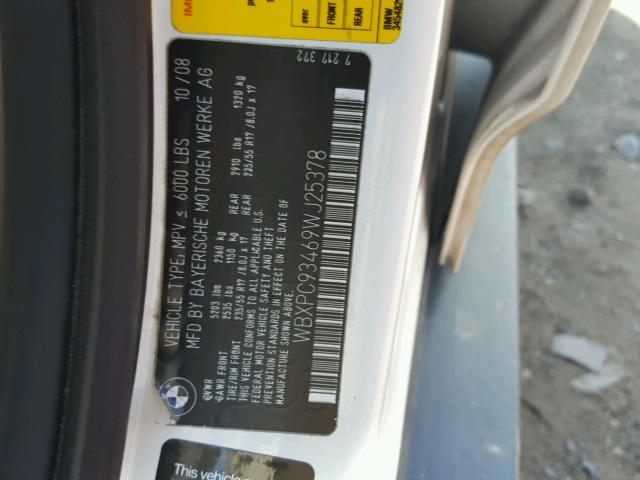 VEHICLE TYPE, MPV ≤ 6000 LBS 10/08
MFD BY BAYERISCHE MOTOREN WERKE AG
GVWR 5203 lbs 2360 kg
GAWR FRONT 2535 lbs 1150 kg REAR 2910 lbs 1320 kg
TIRE/RIM FRONT 235/55 R17 /8.0J x 17 REAR 235/55 R17 /8.0J x 17
THIS VEHICLE CONFORMS TO ALL APPLICABLE U.S.
FEDERAL MOTOR VEHICLE SAFETY AND THEFT
PREVENTION STANDARDS IN EFFECT ON THE DATE OF
MANUFACTURE SHOWN ABOVE.
WBXPC93469WJ25378
7 217 372
BMW
FRONT
REAR
BMW
This vehicle